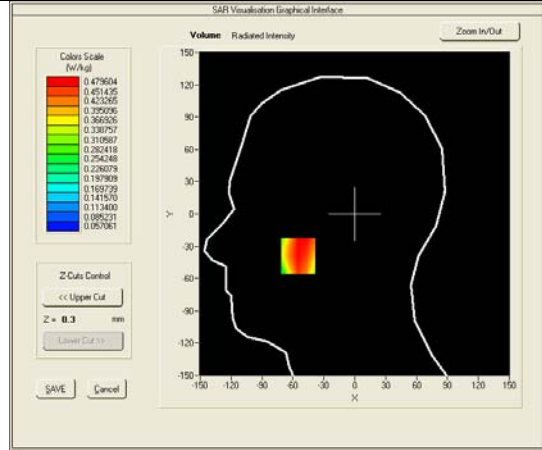 SAR Visualisation Graphical Interface
Volume Radiated Intensity
Zoom In/Out
Colors Scale
(W/kg)
0.479604
0.451435
0.423265
0.395096
0.366926
0.338757
0.310587
0.282418
0.254248
0.226079
0.197909
0.169739
0.141570
0.113400
0.085231
0.057061
Z-Cuts Control
<< Upper Cut
Z = 0.3 mm
Lower Cut >>
SAVE
Cancel
150
120
90
60
30
0
-30
-60
-90
-120
-150
Y
-150 -120 -90 -60 -30 0 30 60 90 120 150
X